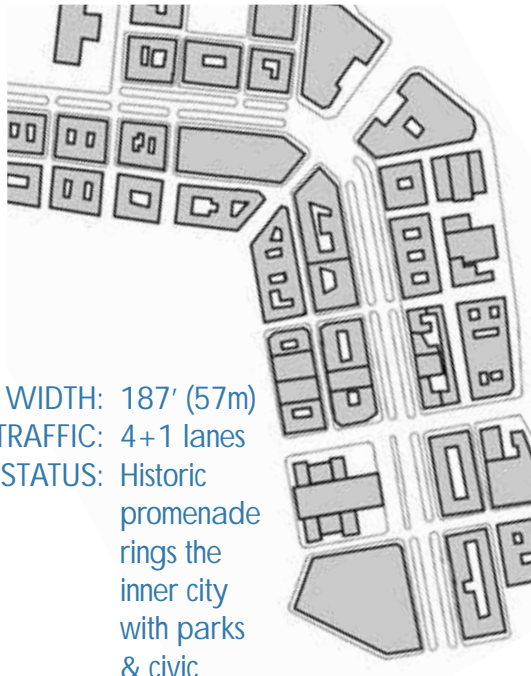 WIDTH: 187' (57m)
TRAFFIC: 4+1 lanes
STATUS: Historic
promenade
rings the
inner city
with parks
& civic